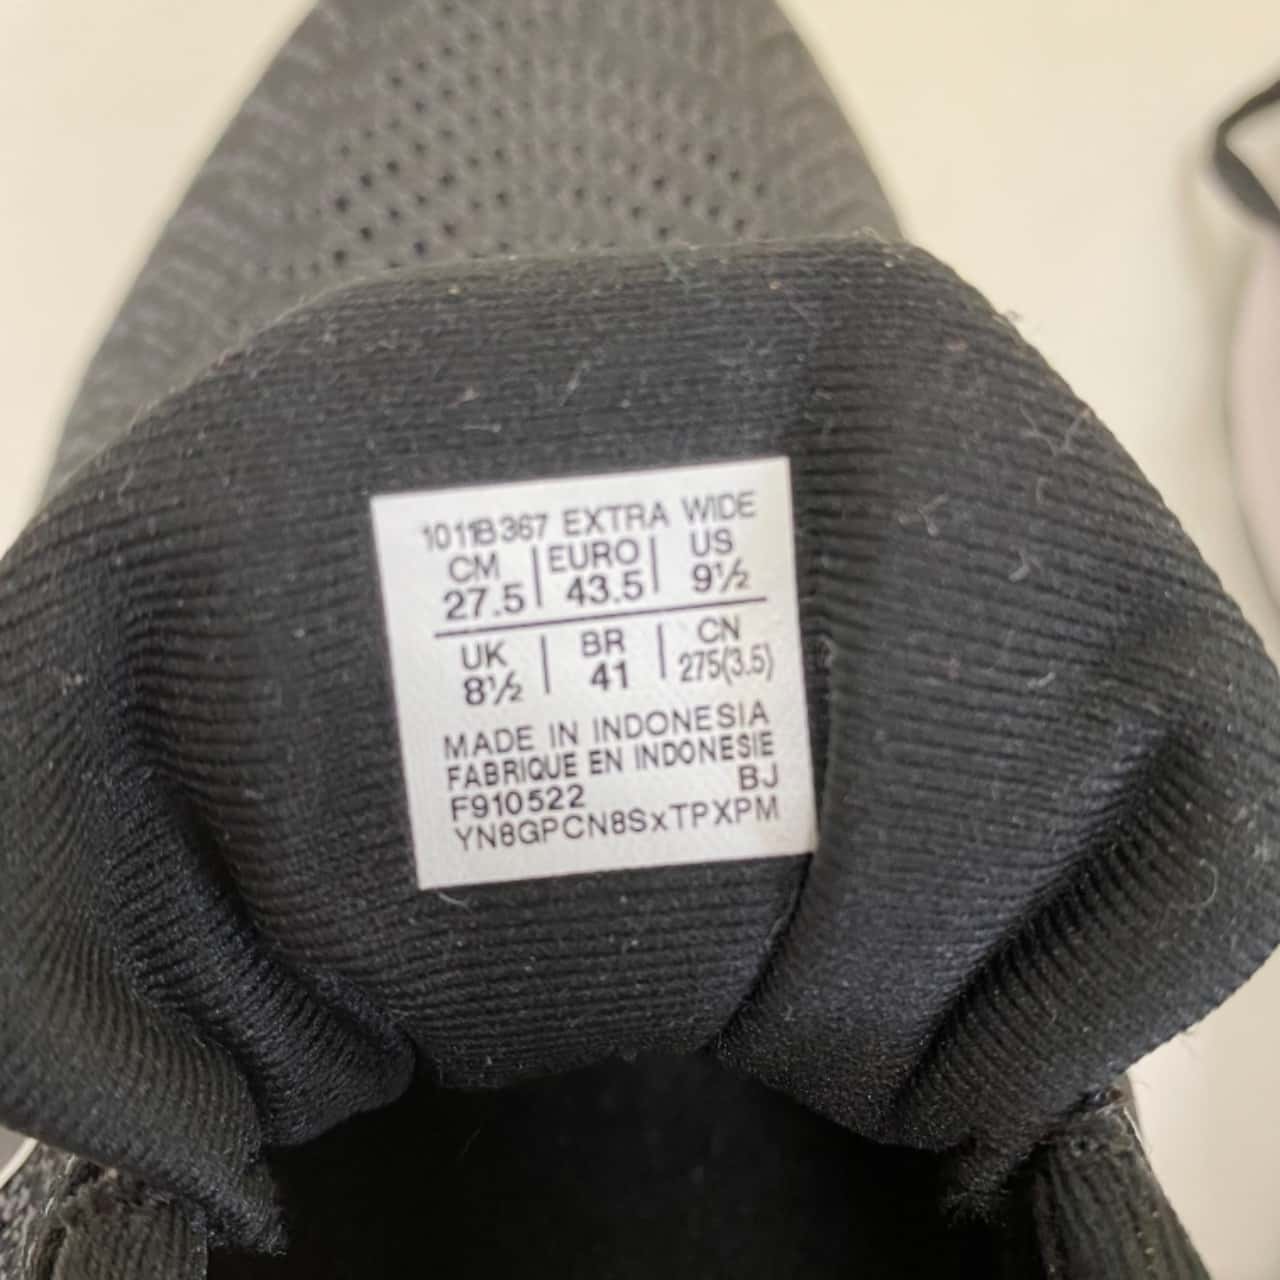 1011B367 EXTRA WIDE
CM | EURO | US
27.5 | 43.5 | 9½
UK | BR | CN
8½ | 41 | 275(3.5)
MADE IN INDONESIA
FABRIQUE EN INDONESIE
F910522 BJ
YN8GPCN8SxTPXPM